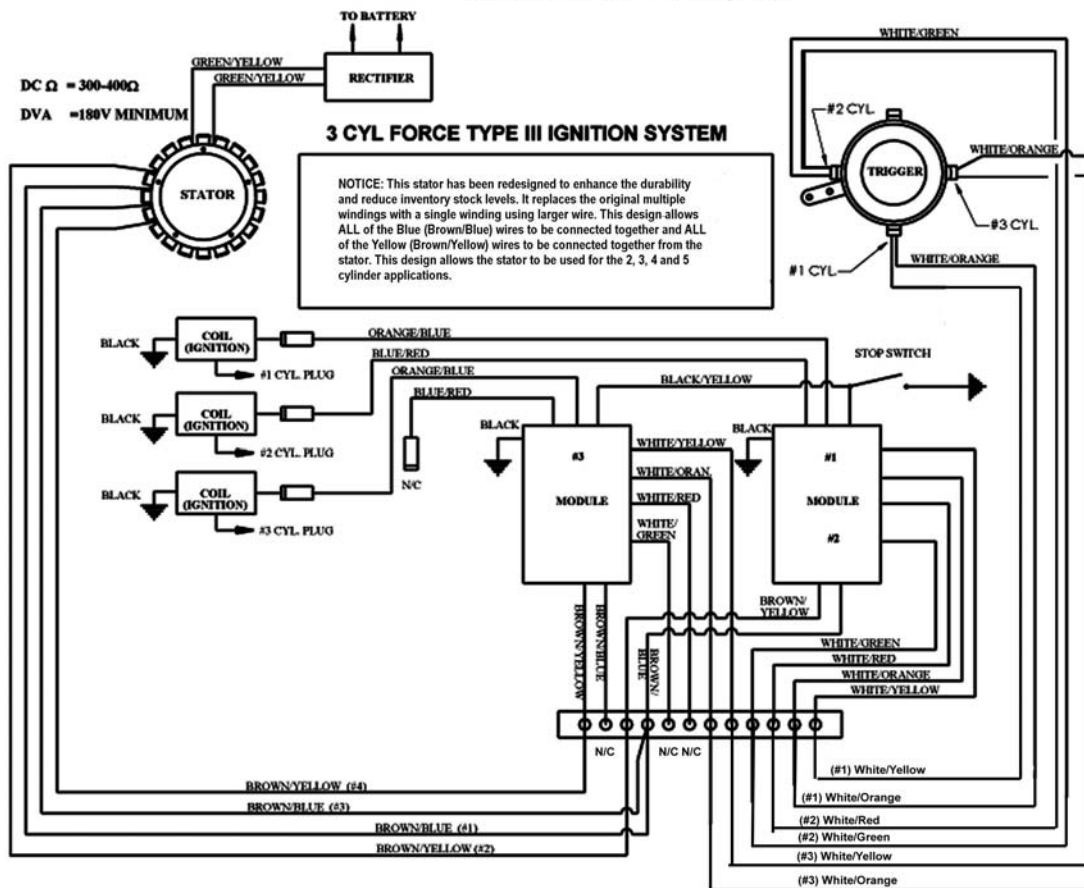 TO BATTERY
GREEN/YELLOW
GREEN/YELLOW
RECTIFIER
DC Ω = 300-400Ω
DVA =180V MINIMUM
STATOR
3 CYL FORCE TYPE III IGNITION SYSTEM
NOTICE: This stator has been redesigned to enhance the durability
and reduce inventory stock levels. It replaces the original multiple
windings with a single winding using larger wire. This design allows
ALL of the Blue (Brown/Blue) wires to be connected together and ALL
of the Yellow (Brown/Yellow) wires to be connected together from the
stator. This design allows the stator to be used for the 2, 3, 4 and 5
cylinder applications.
WHITE/GREEN
#2 CYL.
TRIGGER
WHITE/ORANGE
#3 CYL.
#1 CYL.
WHITE/ORANGE
BLACK
COIL
(IGNITION)
#1 CYL. PLUG
ORANGE/BLUE
BLUE/RED
ORANGE/BLUE
BLUE/RED
BLACK
COIL
(IGNITION)
#2 CYL. PLUG
BLACK
COIL
(IGNITION)
#3 CYL. PLUG
N/C
STOP SWITCH
BLACK/YELLOW
BLACK
#3
MODULE
WHITE/YELLOW
WHITE/ORAN.
WHITE/RED
WHITE/
GREEN
BLACK
#1
MODULE
#2
BROWN/YELLOW
BROWN/BLUE
BROWN/
BLUE
BROWN/
YELLOW
WHITE/GREEN
WHITE/RED
WHITE/ORANGE
WHITE/YELLOW
N/C
N/C N/C
BROWN/YELLOW (#4)
BROWN/BLUE (#3)
BROWN/BLUE (#1)
BROWN/YELLOW (#2)
(#1) White/Yellow
(#1) White/Orange
(#2) White/Red
(#2) White/Green
(#3) White/Yellow
(#3) White/Orange